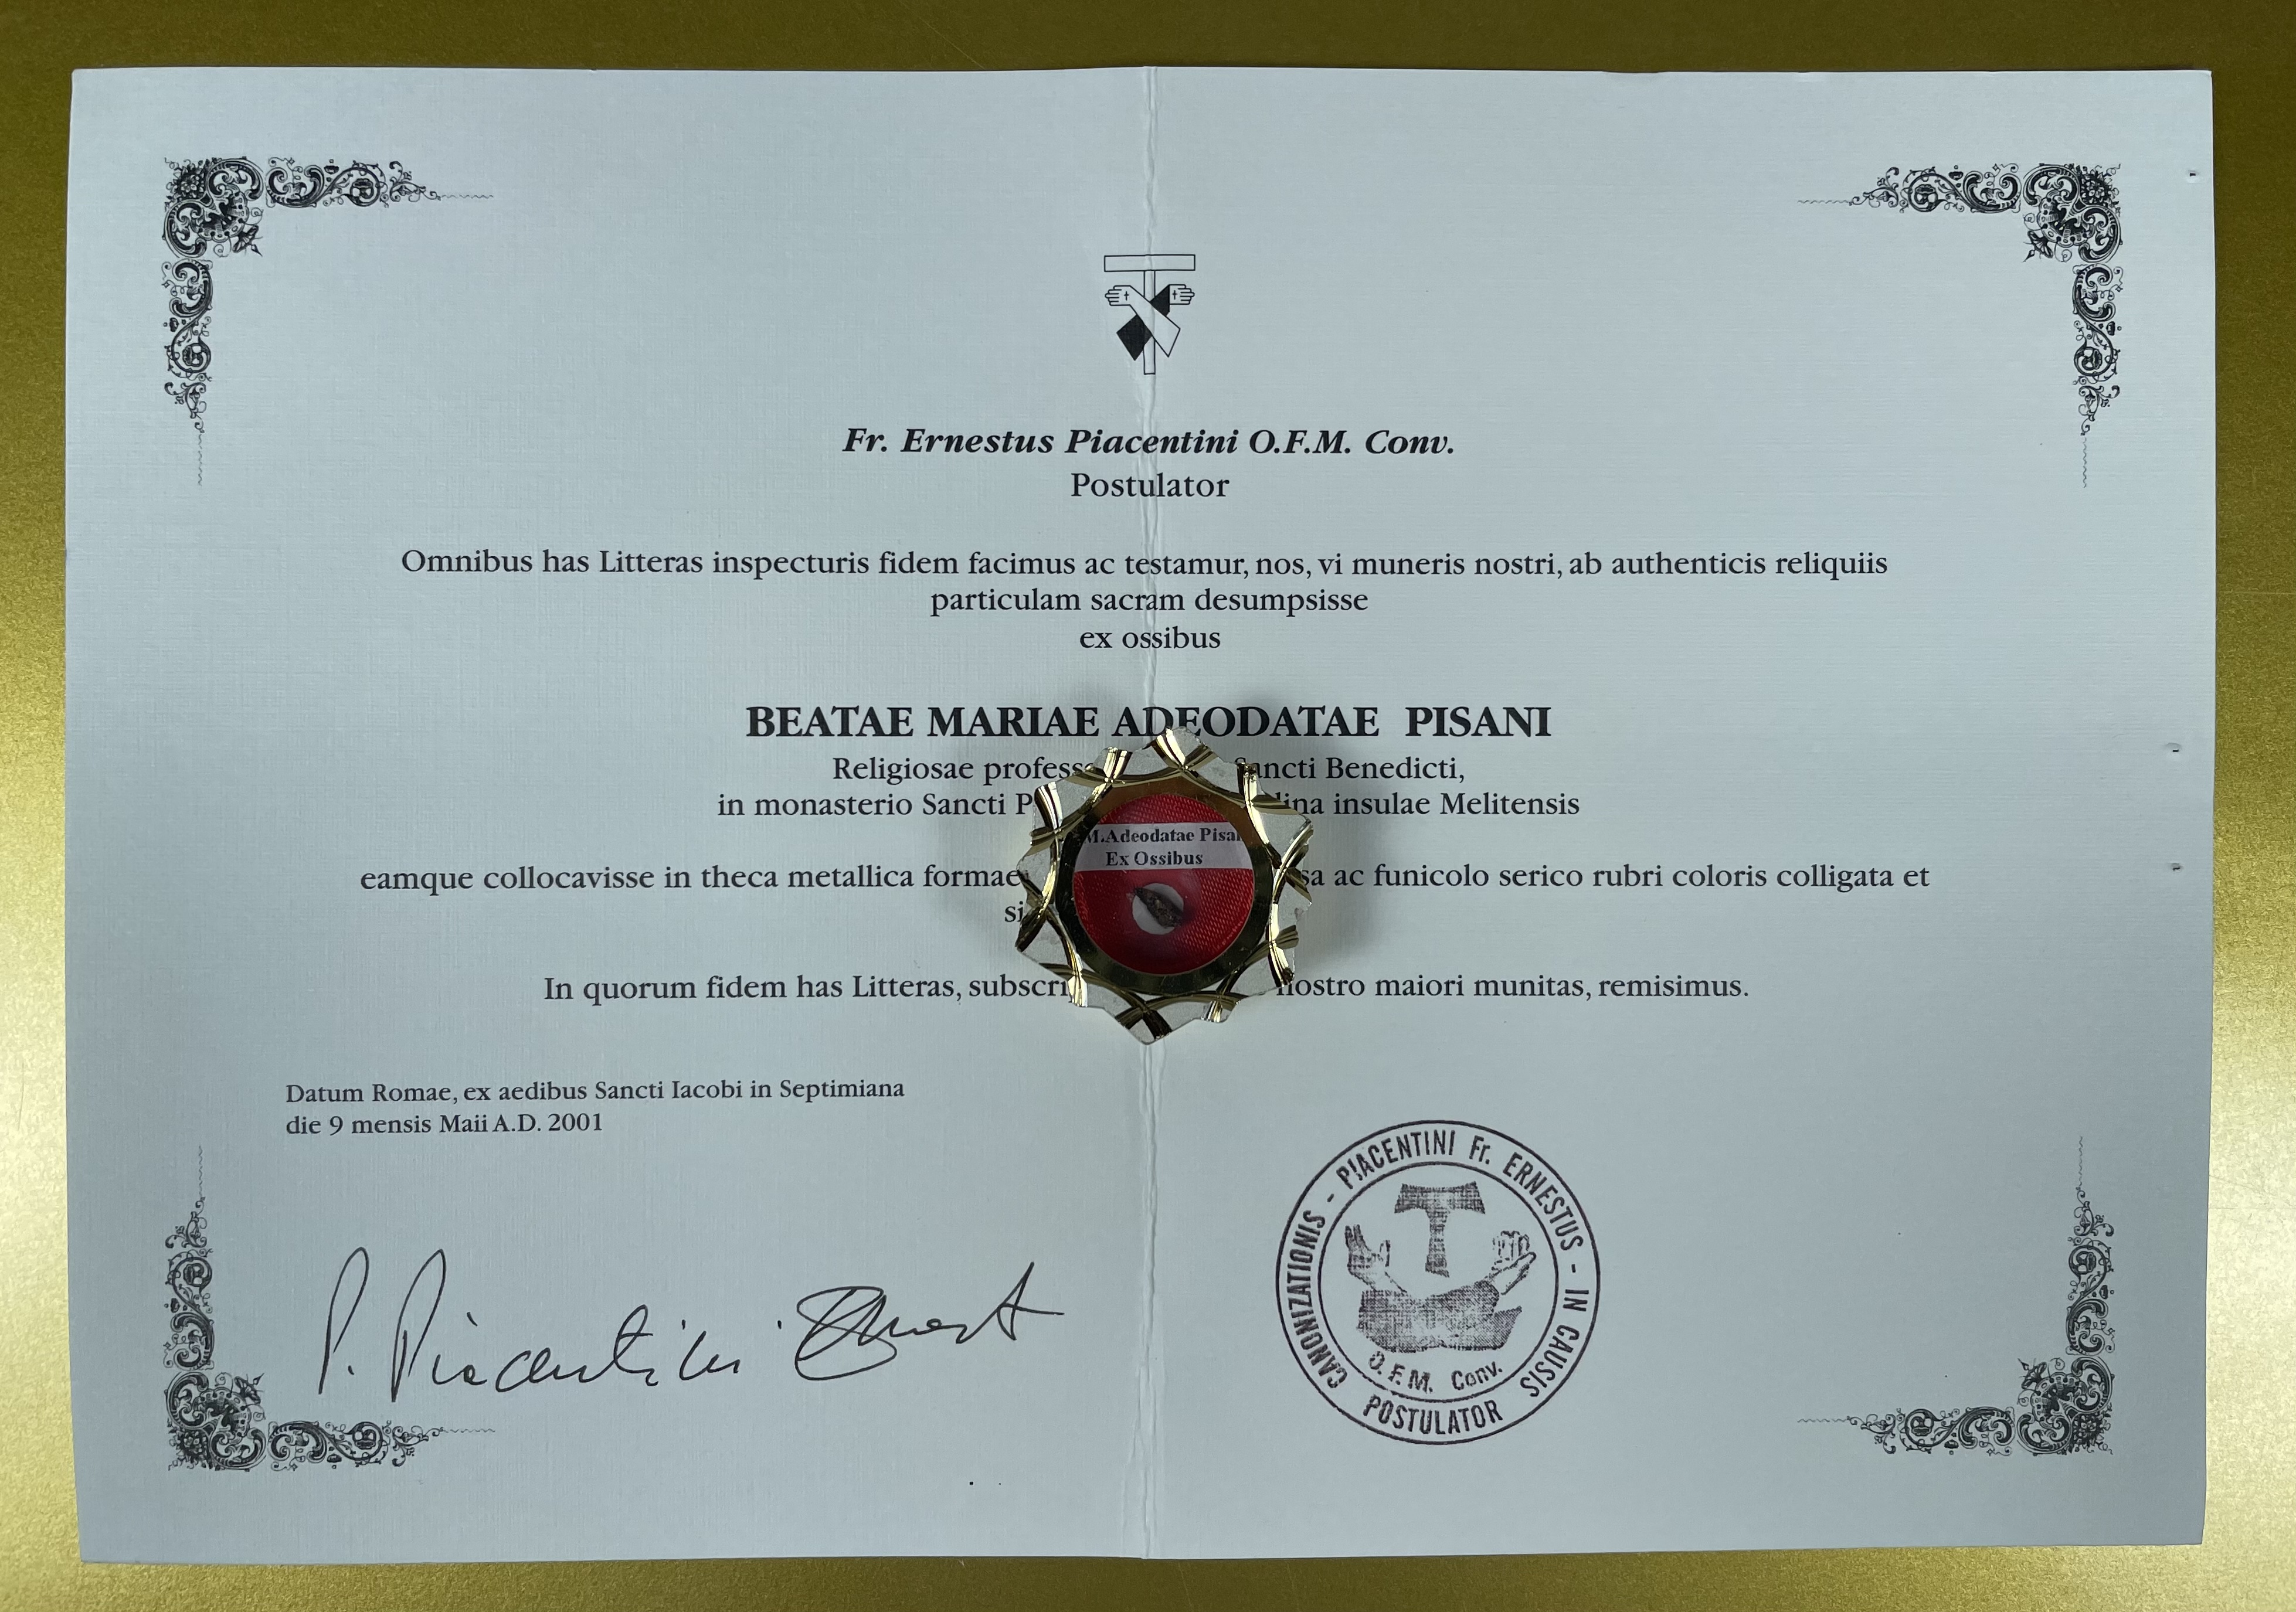 Fr. Ernestus Piacentini O.F.M. Conv.
Postulator
Omnibus has Litteras inspecturis fidem facimus ac testamur, nos, vi muneris nostri, ab authenticis reliquiis
particulam sacram desumpsisse
ex ossibus
BEATAE MARIAE ADEODATAE PISANI
Religiosae Sancti Benedicti,
in monasterio Sancti insulae Melitensis
M.Adeodatae
Ex Ossibus
eamque collocavisse in theca metallica formae ac funicolo serico rubri coloris colligata et
In quorum fidem has Litteras, nostro maiori munitas, remisimus.
Datum Romae, ex aedibus Sancti Iacobi in Septimiana
die 9 mensis Maii A.D. 2001
P. Piacentini Ernesto
PIACENTINI Fr. ERNESTUS - IN CAUSIS CANONIZATIONIS -
O.F.M. Conv.
POSTULATOR